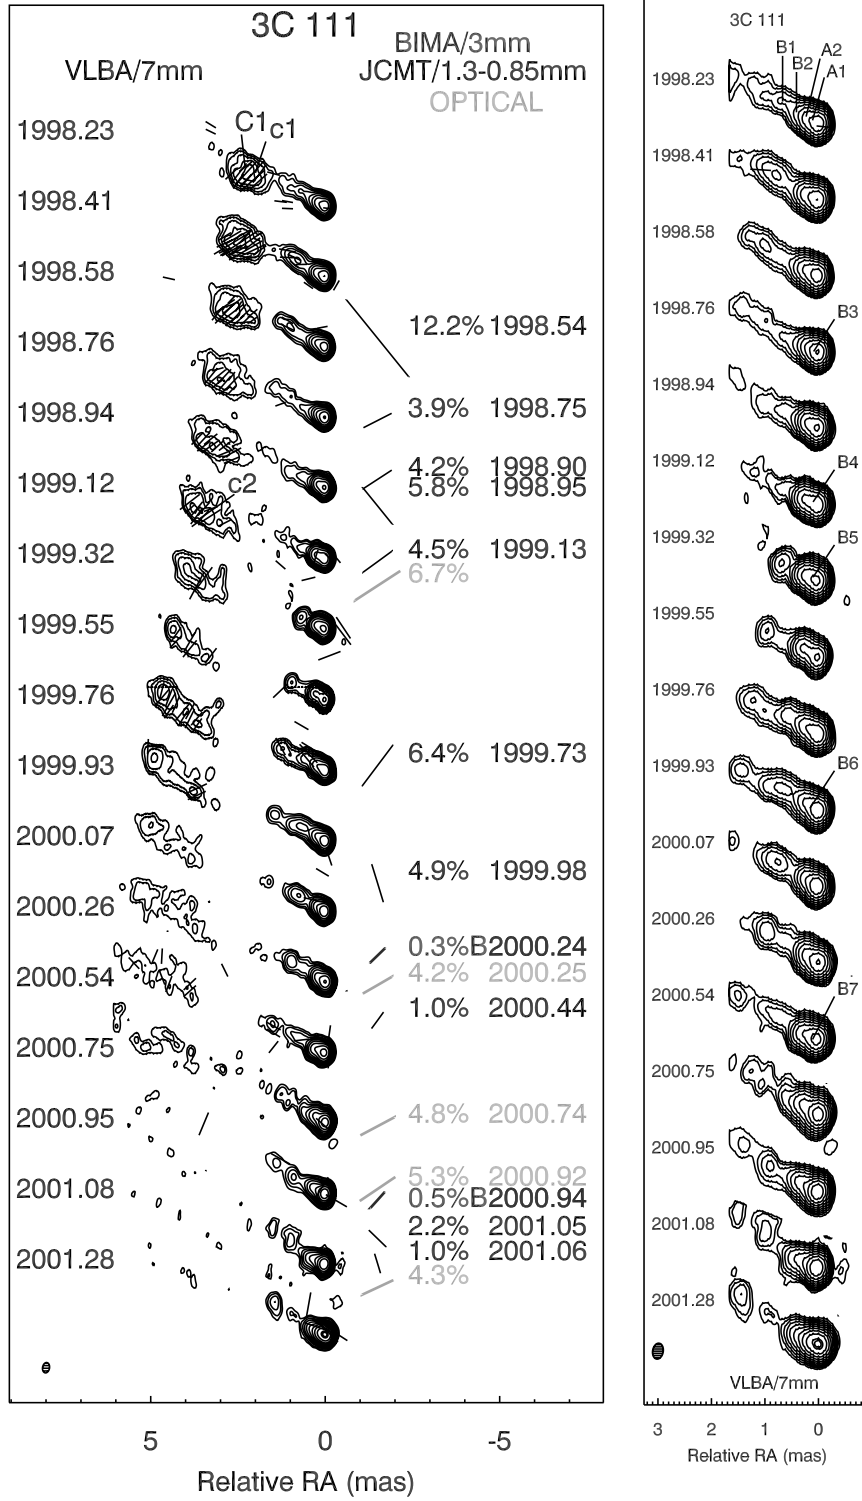 3C 111
BIMA/3mm
VLBA/7mm JCMT/1.3-0.85mm
OPTICAL
1998.23
C1 c1
1998.41
1998.58
12.2% 1998.54
1998.76
3.9% 1998.75
1998.94
4.2% 1998.90
1999.12 c2 5.8% 1998.95
4.5% 1999.13
1999.32
6.7%
1999.55
1999.76
6.4% 1999.73
1999.93
2000.07
4.9% 1999.98
2000.26
0.3%B2000.24
2000.54 4.2% 2000.25
1.0% 2000.44
2000.75
2000.95 4.8% 2000.74
5.3% 2000.92
2001.08 0.5%B2000.94
2.2% 2001.05
2001.28 1.0% 2001.06
4.3%
5 0 -5
Relative RA (mas)
3C 111
B1 A2
B2 A1
1998.23
1998.41
1998.58
1998.76 B3
1998.94
1999.12 B4
1999.32 B5
1999.55
1999.76
1999.93 B6
2000.07
2000.26
2000.54 B7
2000.75
2000.95
2001.08
2001.28
VLBA/7mm
3 2 1 0
Relative RA (mas)